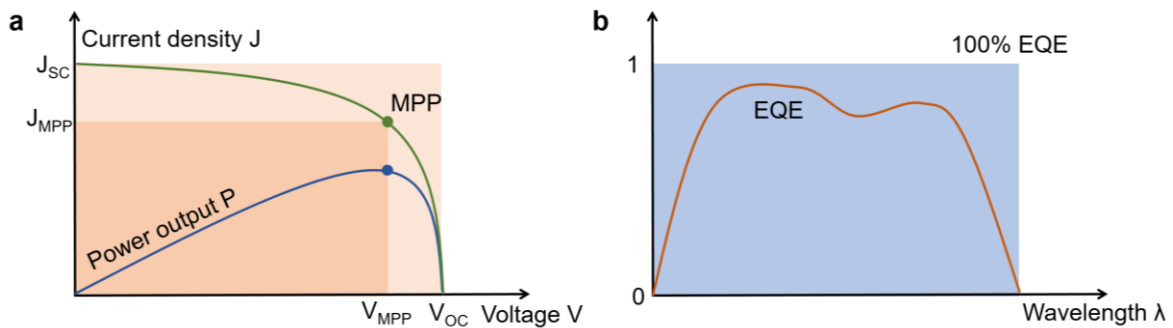 a
Current density J
J_SC
J_MPP
MPP
Power output P
V_MPP
V_OC
Voltage V
b
100% EQE
1
EQE
0
Wavelength λ